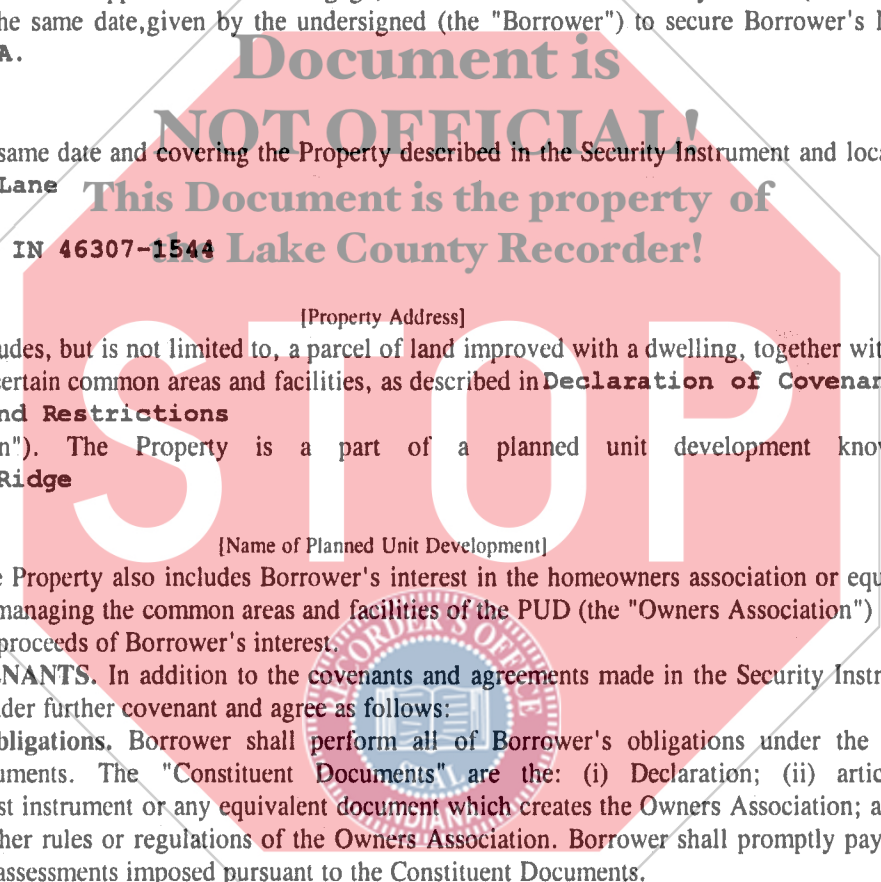 he same date,given by the undersigned (the "Borrower") to secure Borrower's
A.
Document is
NOT OFFICIAL!
same date and covering the Property described in the Security Instrument and loca
Lane
This Document is the property of
the Lake County Recorder!
IN 46307-1544
[Property Address]
udes, but is not limited to, a parcel of land improved with a dwelling, together wit
ertain common areas and facilities, as described in Declaration of Covenan
nd Restrictions
n"). The Property is a part of a planned unit development know
Ridge
STOP
[Name of Planned Unit Development]
e Property also includes Borrower's interest in the homeowners association or equ
managing the common areas and facilities of the PUD (the "Owners Association")
proceeds of Borrower's interest.
ENANTS. In addition to the covenants and agreements made in the Security Instr
der further covenant and agree as follows:
bligations. Borrower shall perform all of Borrower's obligations under the
uments. The "Constituent Documents" are the: (i) Declaration; (ii) artic
st instrument or any equivalent document which creates the Owners Association; a
her rules or regulations of the Owners Association. Borrower shall promptly pay
assessments imposed pursuant to the Constituent Documents.
RECORDER'S OFFICE
SEAL
INDIANA